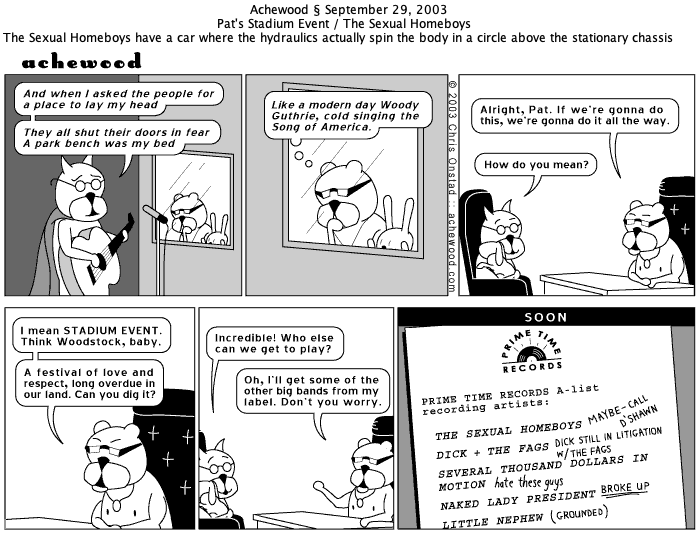 Achewood § September 29, 2003
Pat's Stadium Event / The Sexual Homeboys
The Sexual Homeboys have a car where the hydraulics actually spin the body in a circle above the stationary chassis
achewood
And when I asked the people for
a place to lay my head
They all shut their doors in fear
A park bench was my bed
Like a modern day Woody
Guthrie, cold singing the
Song of America.
© 2003 Chris Onstad :: achewood.com
Alright, Pat. If we're gonna do
this, we're gonna do it all the way.
How do you mean?
I mean STADIUM EVENT.
Think Woodstock, baby.
A festival of love and
respect, long overdue in
our land. Can you dig it?
Incredible! Who else
can we get to play?
Oh, I'll get some of the
other big bands from my
label. Don't you worry.
SOON
PRIME TIME
RECORDS
PRIME TIME RECORDS A-list
recording artists:
THE SEXUAL HOMEBOYS MAYBE-CALL
D'SHAWN
DICK + THE FAGS DICK STILL IN LITIGATION
W/THE FAGS
SEVERAL THOUSAND DOLLARS IN
MOTION hate these guys
NAKED LADY PRESIDENT BROKE UP
LITTLE NEPHEW (GROUNDED)